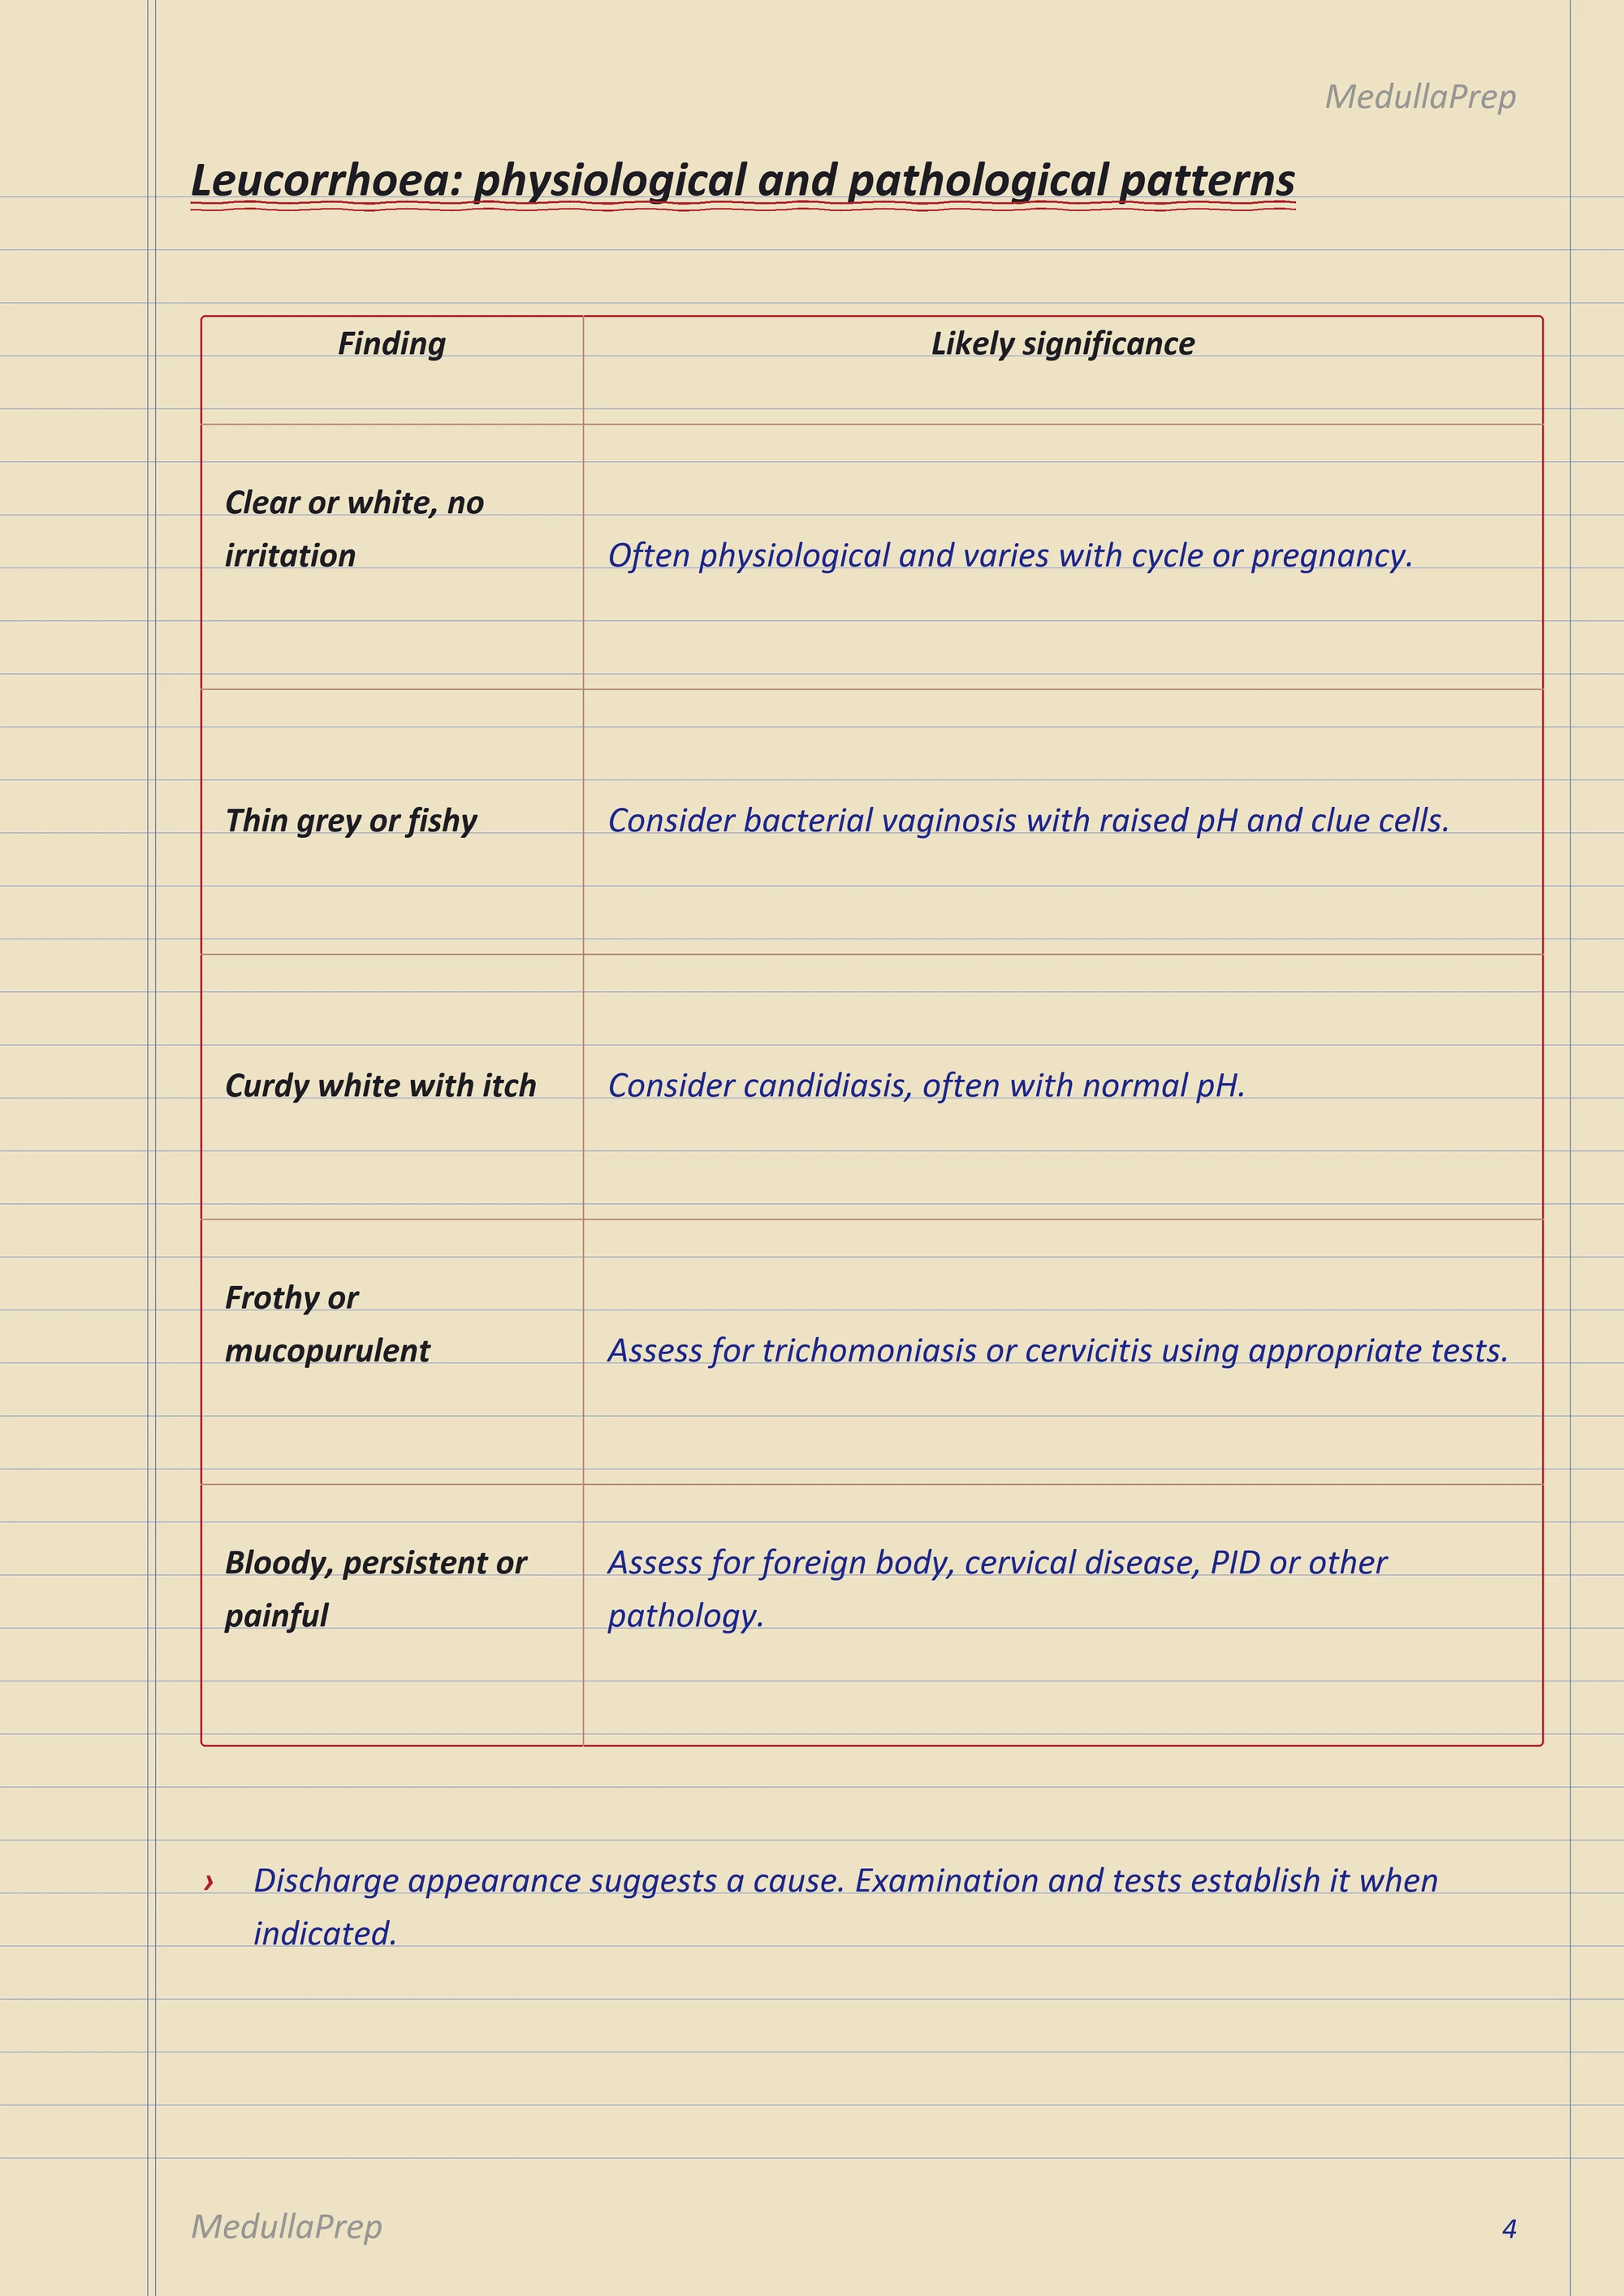 MedullaPrep
Leucorrhoea: physiological and pathological patterns
Finding
Likely significance
Clear or white, no
irritation
Often physiological and varies with cycle or pregnancy.
Thin grey or fishy
Consider bacterial vaginosis with raised pH and clue cells.
Curdy white with itch
Consider candidiasis, often with normal pH.
Frothy or
mucopurulent
Assess for trichomoniasis or cervicitis using appropriate tests.
Bloody, persistent or
painful
Assess for foreign body, cervical disease, PID or other
pathology.
› Discharge appearance suggests a cause. Examination and tests establish it when
indicated.
MedullaPrep
4